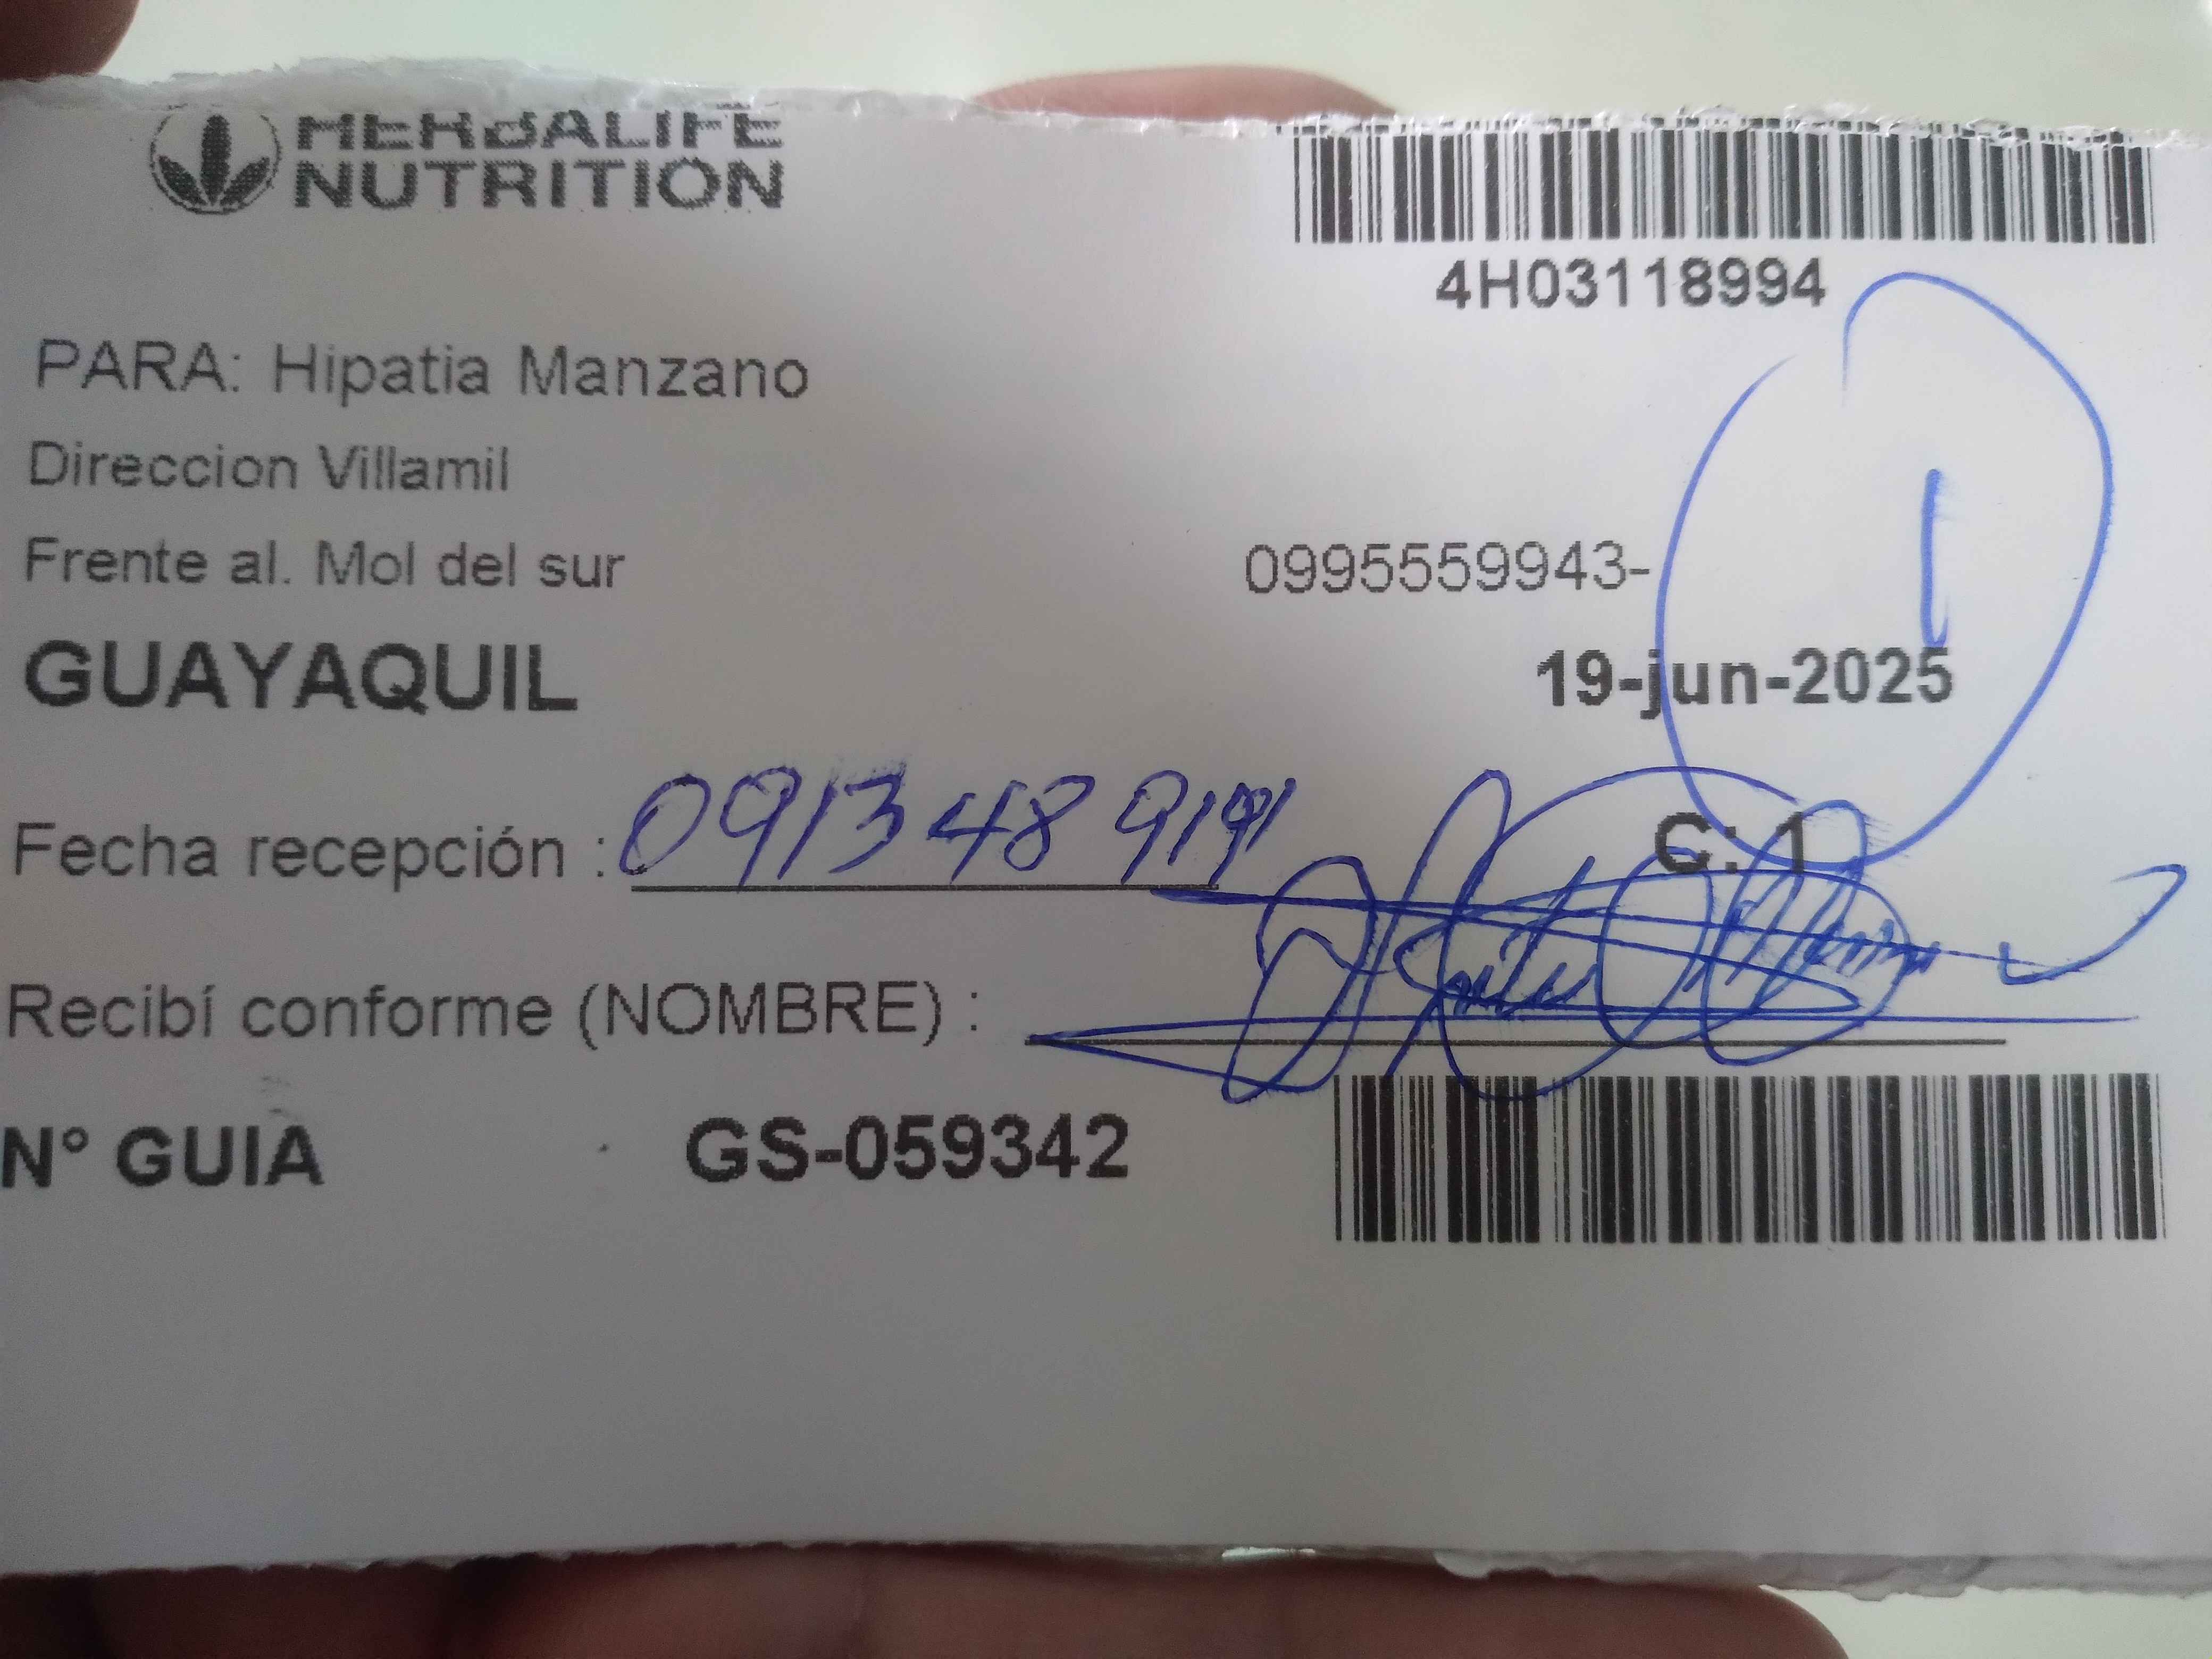 HERBALIFE
NUTRITION
4H03118994
PARA: Hipatia Manzano
Direccion Villamil
Frente al. Mol del sur
0995559943-
1
GUAYAQUIL
19-jun-2025
Fecha recepción : 0913489191
C: 1
Recibí conforme (NOMBRE) :
N° GUIA GS-059342